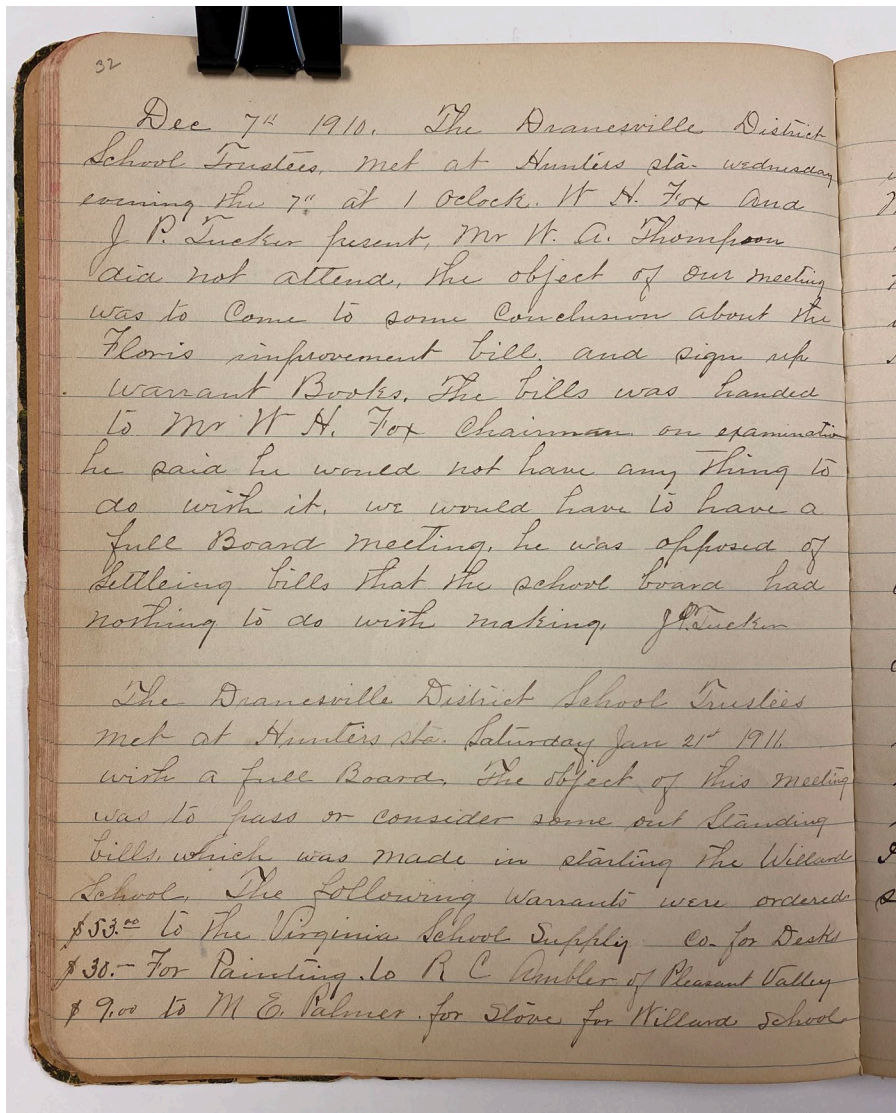 32
Dec 7th 1910. The Dranesville District
School Trustees, met at Hunters sta- wednesday
evening the 7" at 1 Oclock. W H. Fox And
J P. Tucker present, Mr W. A. Thompson
did not attend, the object of our meeting
was to Come to some Conclusion about the
Floris improvement bill. and sign up
warrant Books. The bills was handed
to Mr W H. Fox Chairman on examination
he said he would not have any thing to
do with it. we would have to have a
full Board meeting, he was opposed of
Settleing bills that the school board had
nothing to do with making. J.P. Tucker
The Dranesville District School Trustees
met at Hunters sta. Saturday Jan 21st 1911.
with a full Board. The object of this meeting
was to pass or consider some out Standing
bills, which was made in starting the Willard
School, The following warrants were ordered
$53.00 to the Virginia School Supply co- for Desks
$30.- For Painting. to R C Ambler of Pleasant Valley
$9.00 to M E. Palmer. for Stove for Willard School